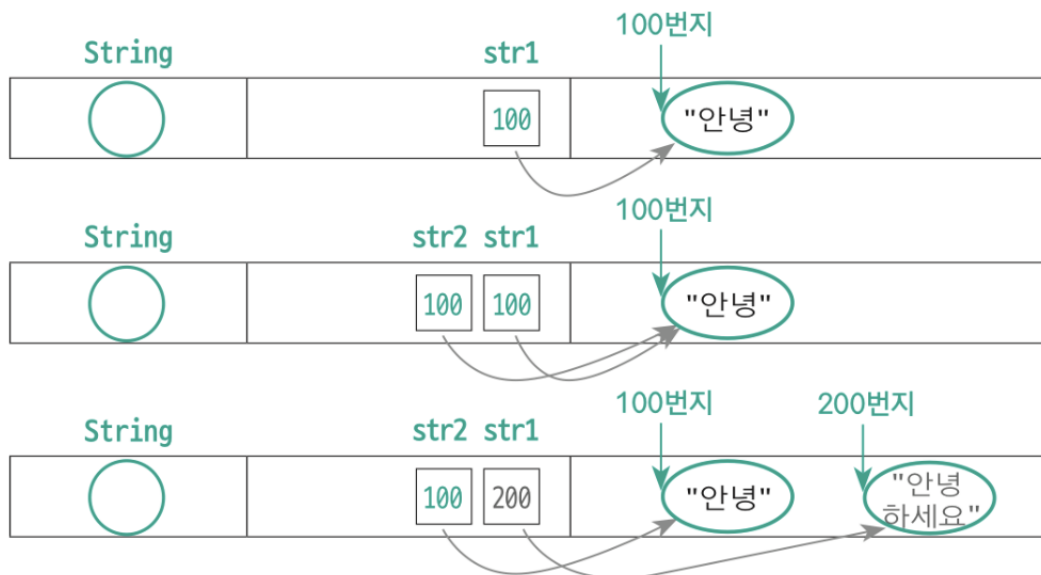 100번지
String str1
100 "안녕"
100번지
String str2 str1
100 100 "안녕"
100번지 200번지
String str2 str1
100 200 "안녕" "안녕
하세요"